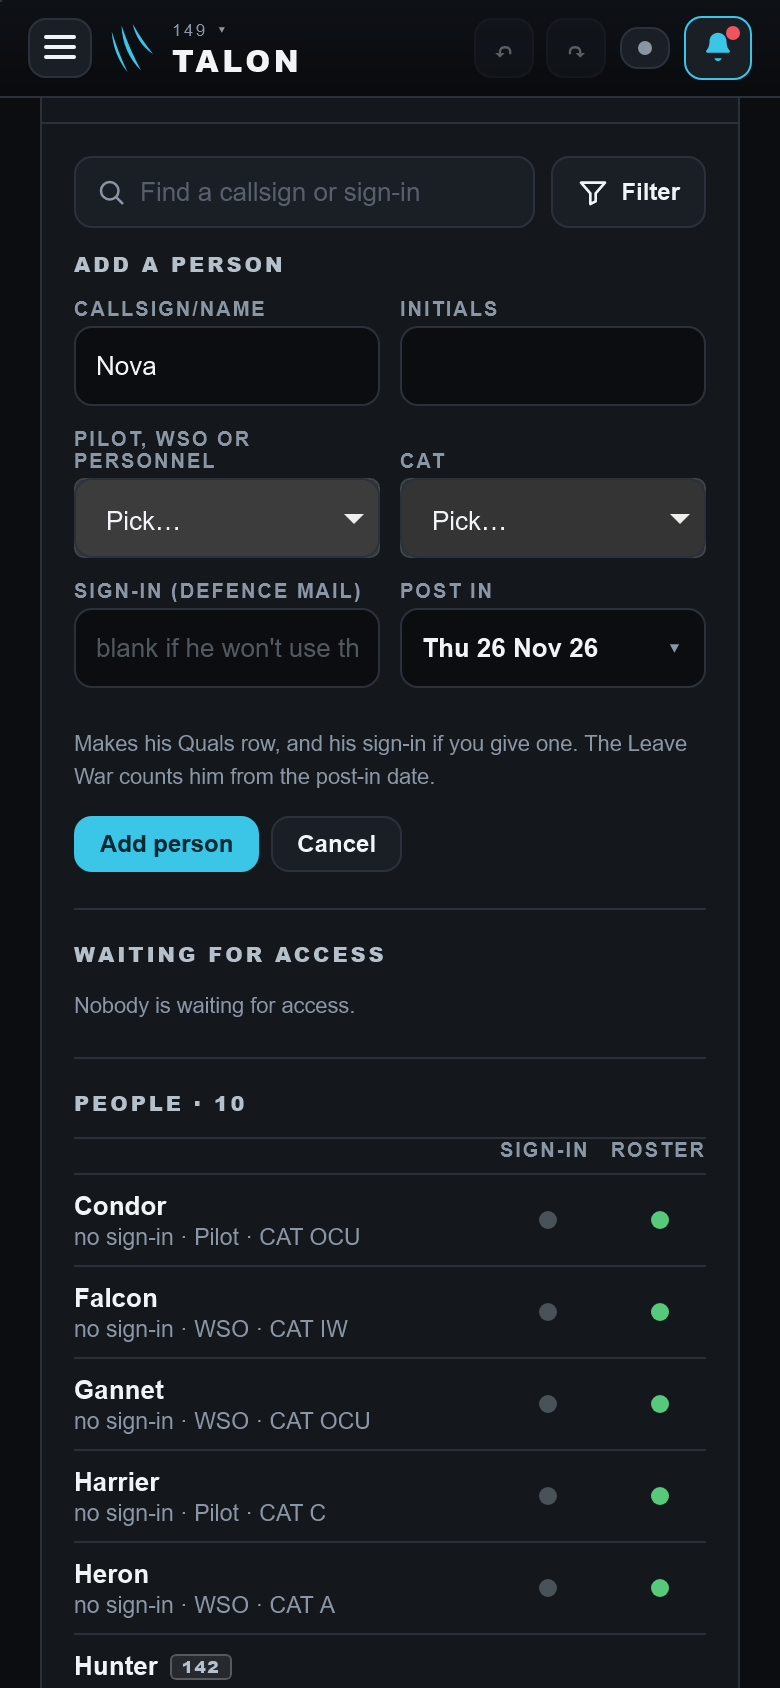 149 ▾
TALON
Find a callsign or sign-in
Filter
ADD A PERSON
CALLSIGN/NAME
INITIALS
Nova
PILOT, WSO OR
PERSONNEL
CAT
Pick...
Pick...
SIGN-IN (DEFENCE MAIL)
POST IN
blank if he won't use th
Thu 26 Nov 26 ▾
Makes his Quals row, and his sign-in if you give one. The Leave
War counts him from the post-in date.
Add person
Cancel
WAITING FOR ACCESS
Nobody is waiting for access.
PEOPLE · 10
SIGN-IN ROSTER
Condor
no sign-in · Pilot · CAT OCU
Falcon
no sign-in · WSO · CAT IW
Gannet
no sign-in · WSO · CAT OCU
Harrier
no sign-in · Pilot · CAT C
Heron
no sign-in · WSO · CAT A
Hunter 142